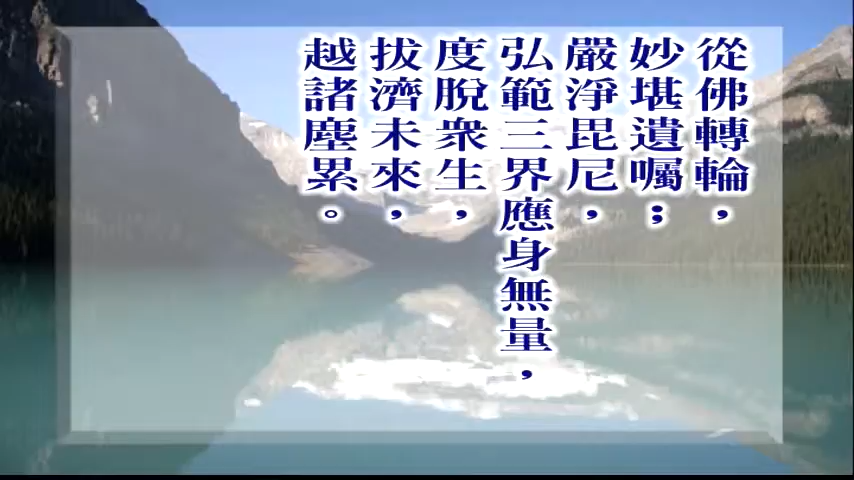 從佛轉輪，
妙堪遺囑；
嚴淨毘尼，
弘範三界應身無量，
度脫衆生，
拔濟未來，
越諸塵累。